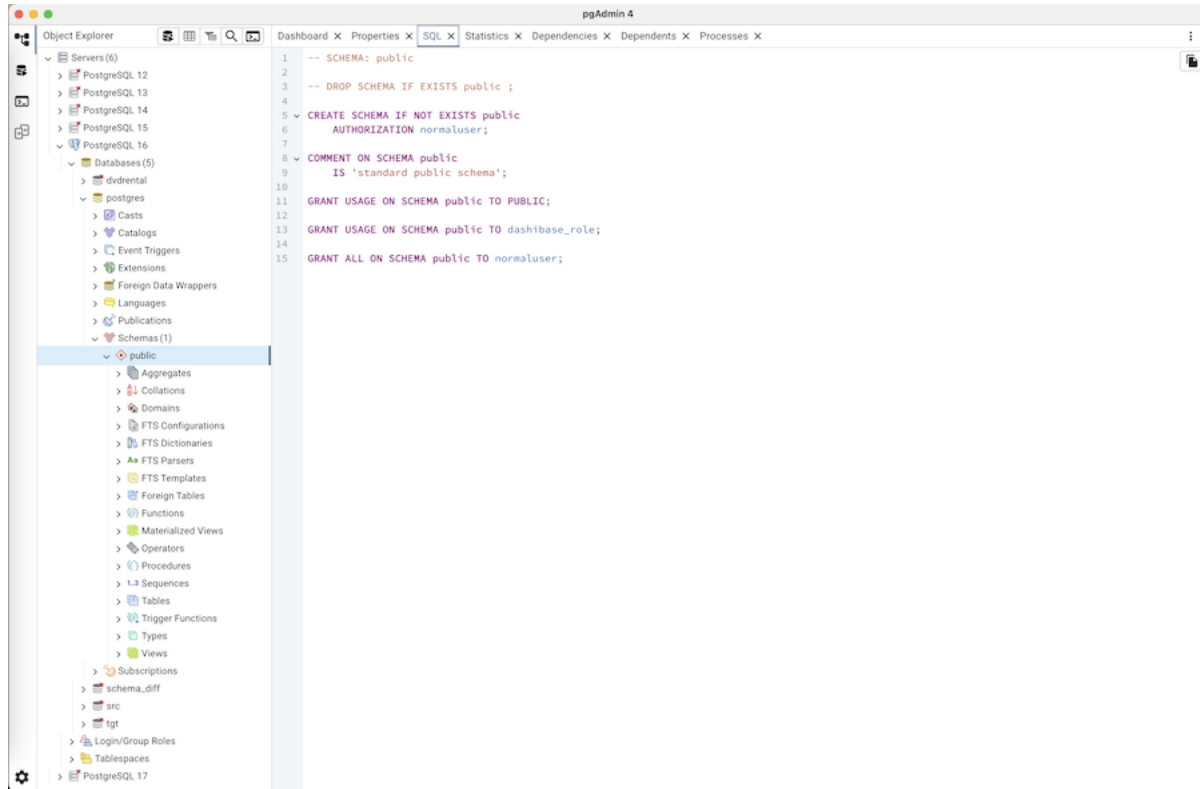 pgAdmin 4
Object Explorer
Dashboard X Properties X SQL X Statistics X Dependencies X Dependents X Processes X
Servers (6)
PostgreSQL 12
PostgreSQL 13
PostgreSQL 14
PostgreSQL 15
PostgreSQL 16
Databases (5)
dvdrental
postgres
Casts
Catalogs
Event Triggers
Extensions
Foreign Data Wrappers
Languages
Publications
Schemas (1)
public
Aggregates
Collations
Domains
FTS Configurations
FTS Dictionaries
Aa FTS Parsers
FTS Templates
Foreign Tables
Functions
Materialized Views
Operators
Procedures
1..3 Sequences
Tables
Trigger Functions
Types
Views
Subscriptions
schema_diff
src
tgt
Login/Group Roles
Tablespaces
PostgreSQL 17
1 -- SCHEMA: public
2
3 -- DROP SCHEMA IF EXISTS public ;
4
5 CREATE SCHEMA IF NOT EXISTS public
6 AUTHORIZATION normaluser;
7
8 COMMENT ON SCHEMA public
9 IS 'standard public schema';
10
11 GRANT USAGE ON SCHEMA public TO PUBLIC;
12
13 GRANT USAGE ON SCHEMA public TO dashibase_role;
14
15 GRANT ALL ON SCHEMA public TO normaluser;